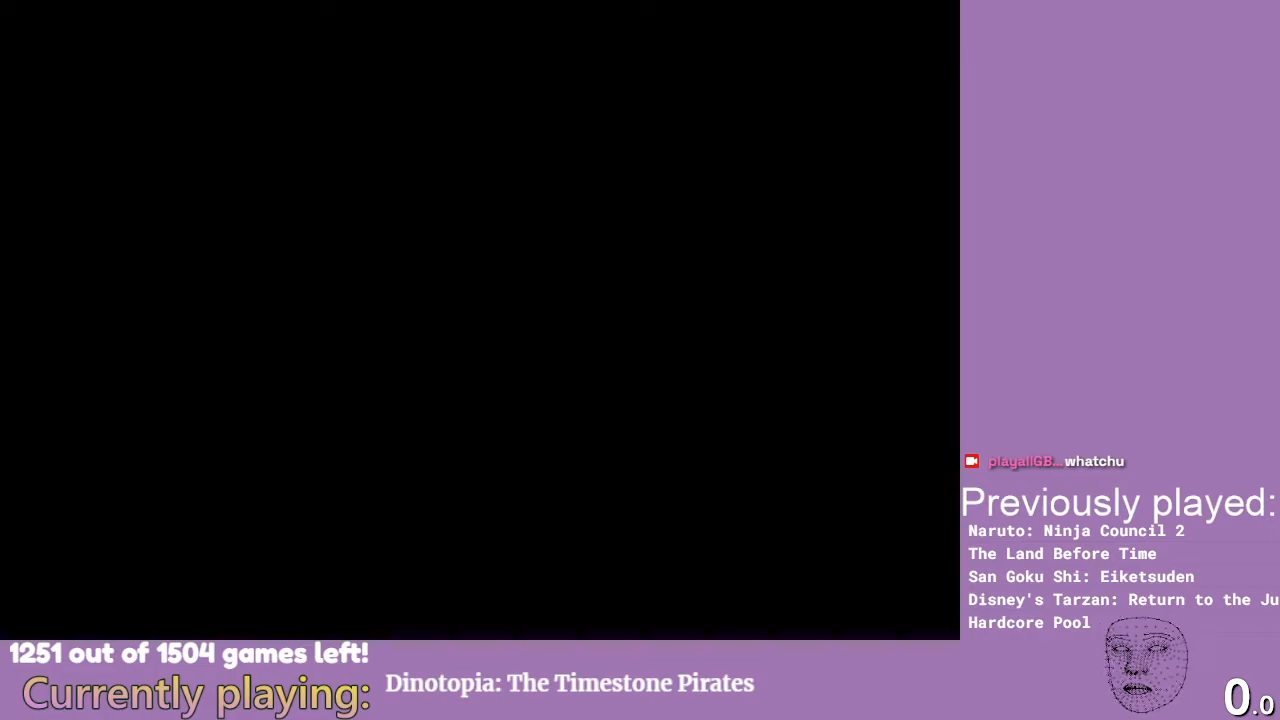 playallGB... whatchu
Previously played:
Naruto: Ninja Council 2
The Land Before Time
San Goku Shi: Eiketsuden
Disney's Tarzan: Return to the Ju
Hardcore Pool
1251 out of 1504 games left!
Currently playing:
Dinotopia: The Timestone Pirates
0.0